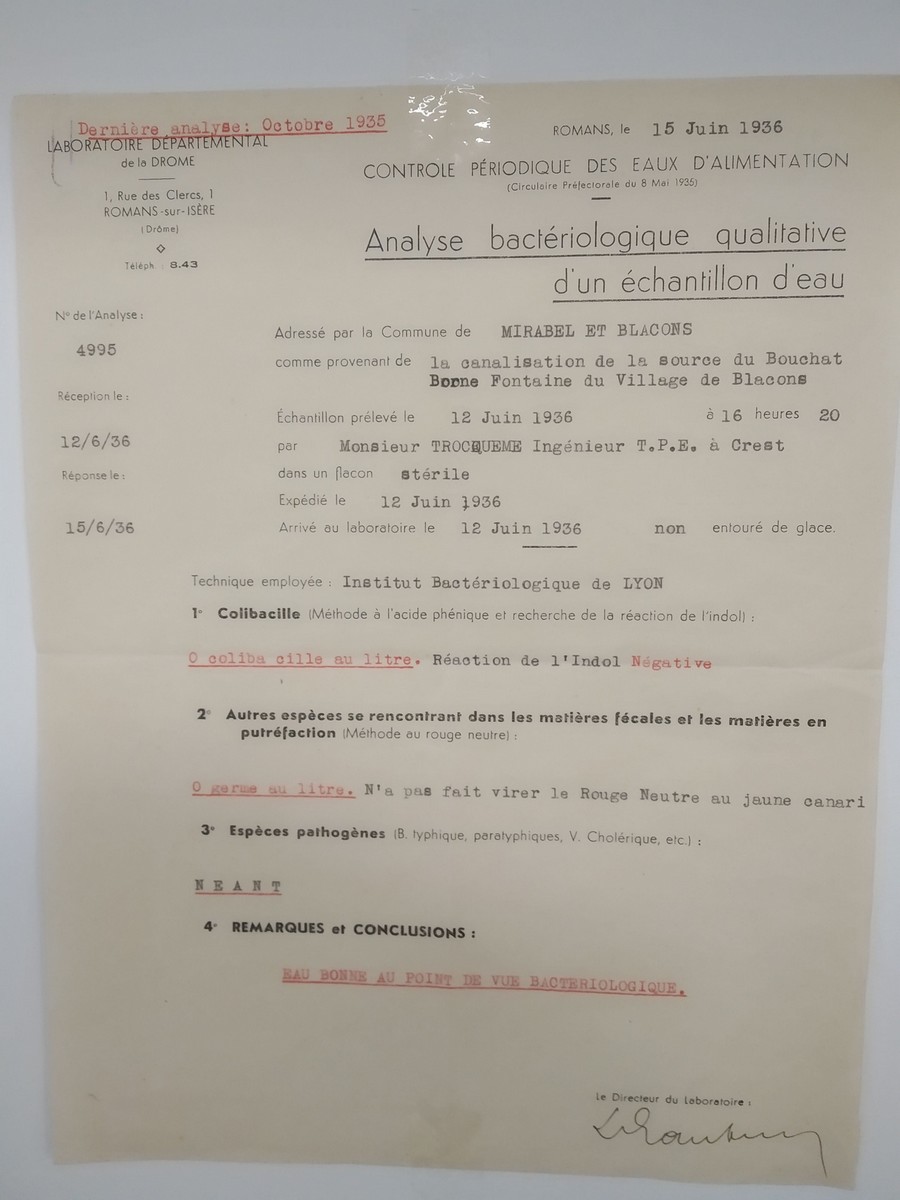 Dernière analyse: Octobre 1935
LABORATOIRE DÉPARTEMENTAL
de la DROME
1, Rue des Clercs, 1
ROMANS-sur-ISÈRE
(Drôme)
Téléph. : 8.43
ROMANS, le 15 Juin 1936
CONTROLE PÉRIODIQUE DES EAUX D'ALIMENTATION
(Circulaire Préfectorale du 8 Mai 1935)
Analyse bactériologique qualitative
d'un échantillon d'eau
N° de l'Analyse :
4995
Réception le :
12/6/36
Réponse le :
15/6/36
Adressé par la Commune de MIRABEL ET BLACONS
comme provenant de la canalisation de la source du Bouchat
Borne Fontaine du Village de Blacons
Échantillon prélevé le 12 Juin 1936 à 16 heures 20
par Monsieur TROCQUEME Ingénieur T.P.E. à Crest
dans un flacon stérile
Expédié le 12 Juin 1936
Arrivé au laboratoire le 12 Juin 1936 non entouré de glace.
Technique employée : Institut Bactériologique de LYON
1° Colibacille (Méthode à l'acide phénique et recherche de la réaction de l'indol) :
O coliba cille au litre. Réaction de l'Indol Négative
2° Autres espèces se rencontrant dans les matières fécales et les matières en
putréfaction (Méthode au rouge neutre) :
O germe au litre. N'a pas fait virer le Rouge Neutre au jaune canari
3° Espèces pathogènes (B. typhique, paratyphiques, V. Cholérique, etc.) :
N E A N T
4° REMARQUES et CONCLUSIONS :
EAU BONNE AU POINT DE VUE BACTERIOLOGIQUE.
Le Directeur du Laboratoire :